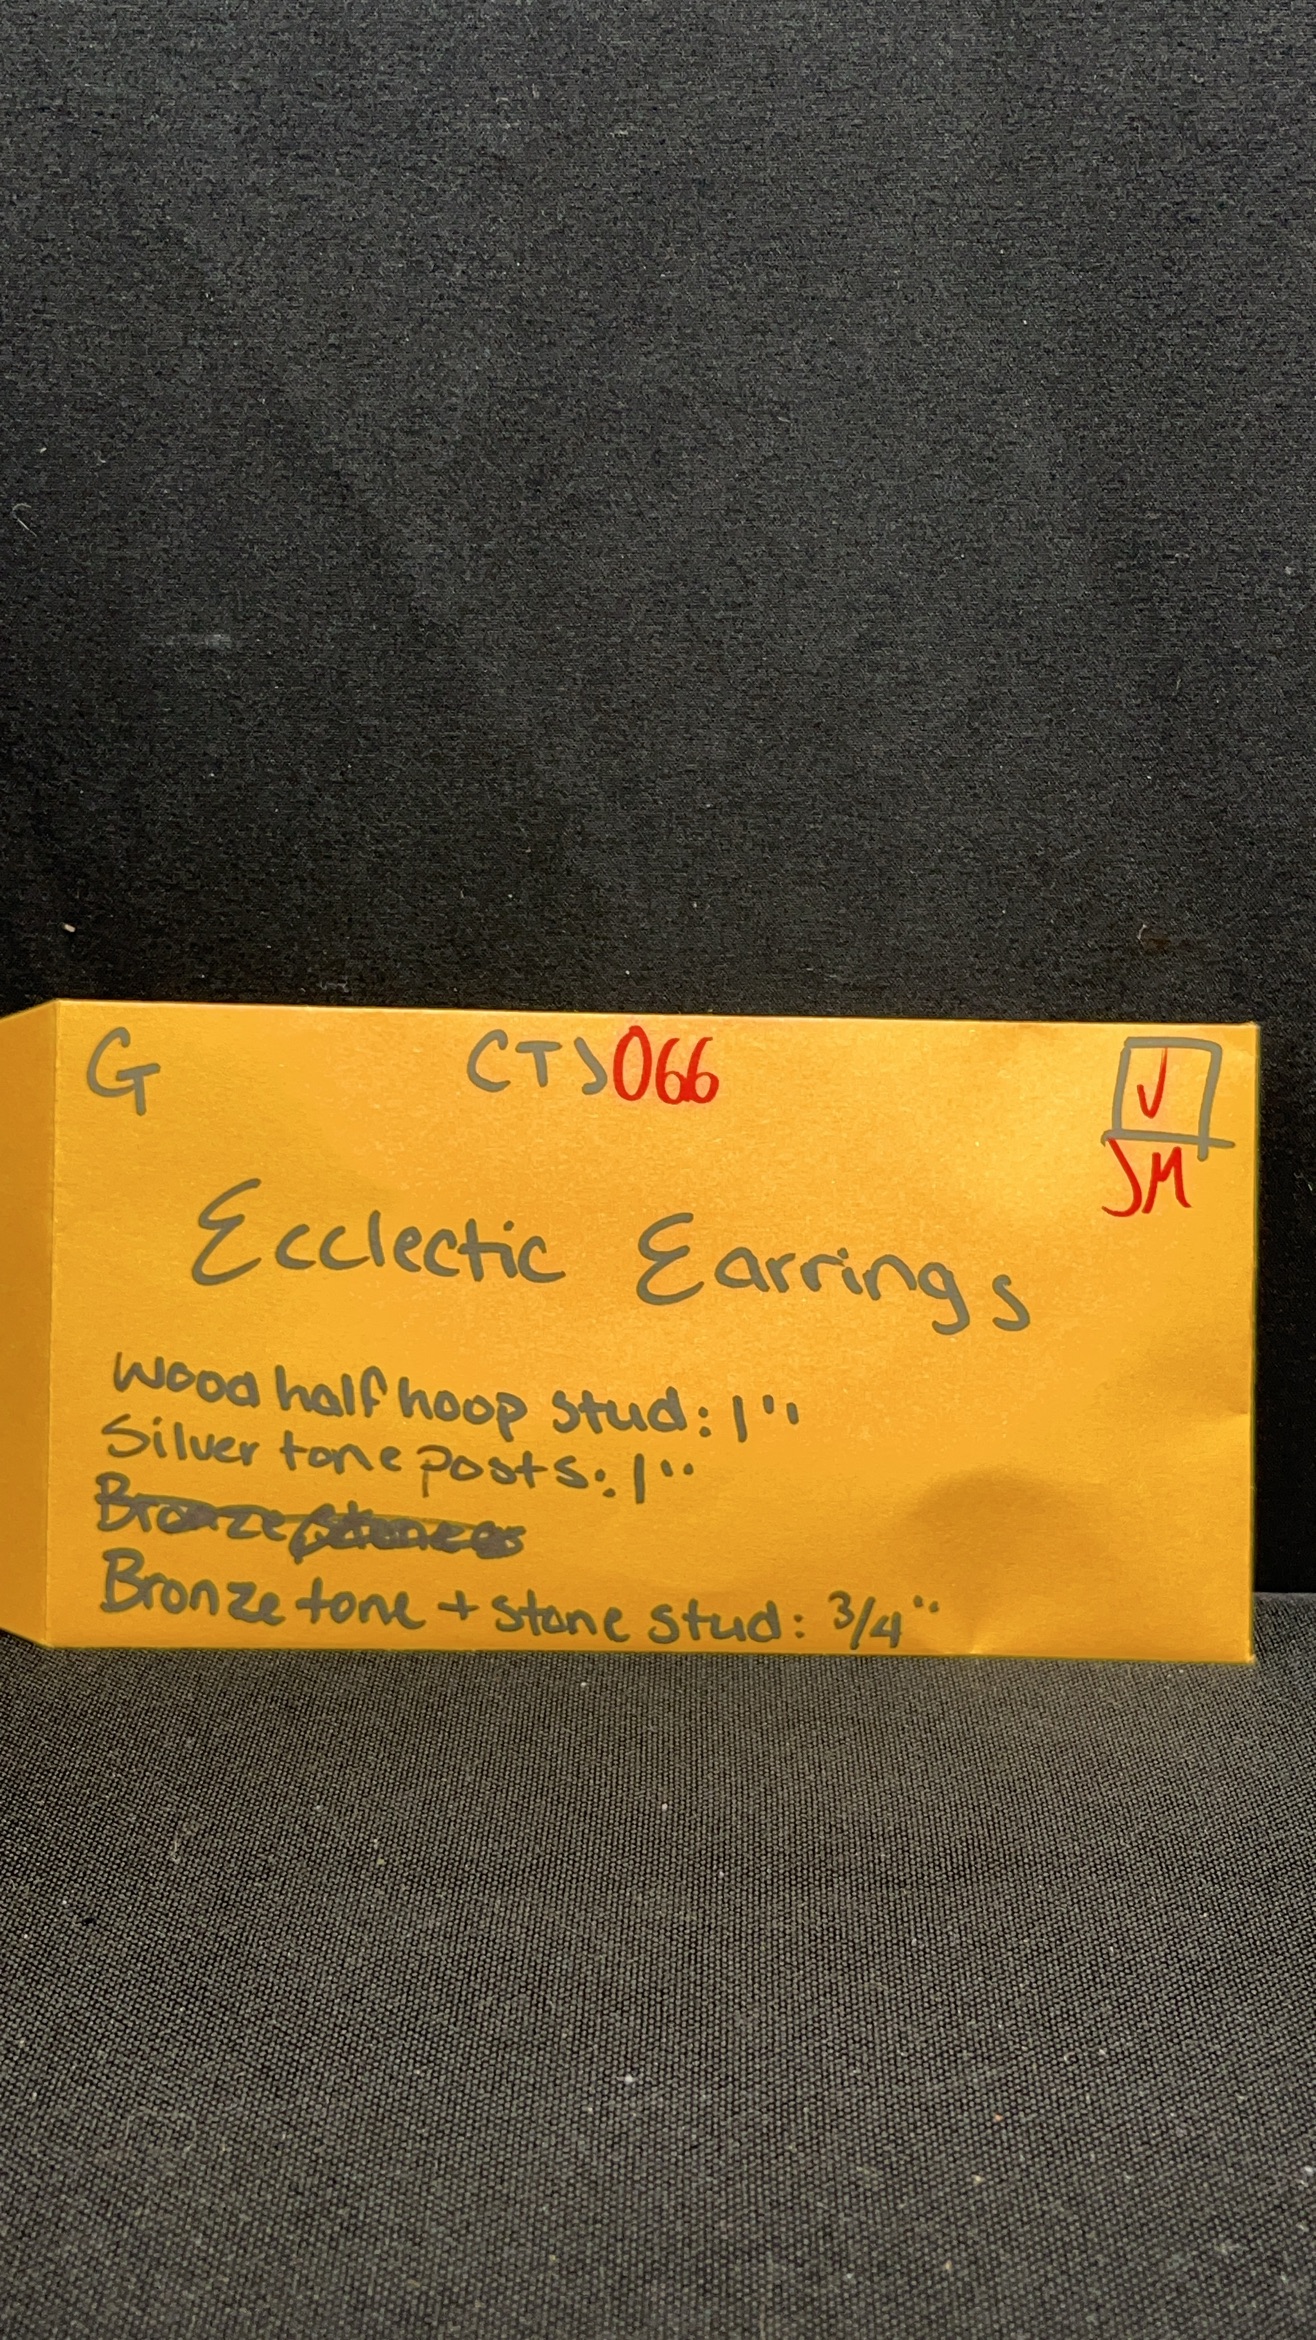 G CTJ066 ✓
JM
Ecclectic Earrings
Wood half hoop stud: 1"
Silver tone posts: 1"
Bronze
Bronze tone + stone stud: 3/4"